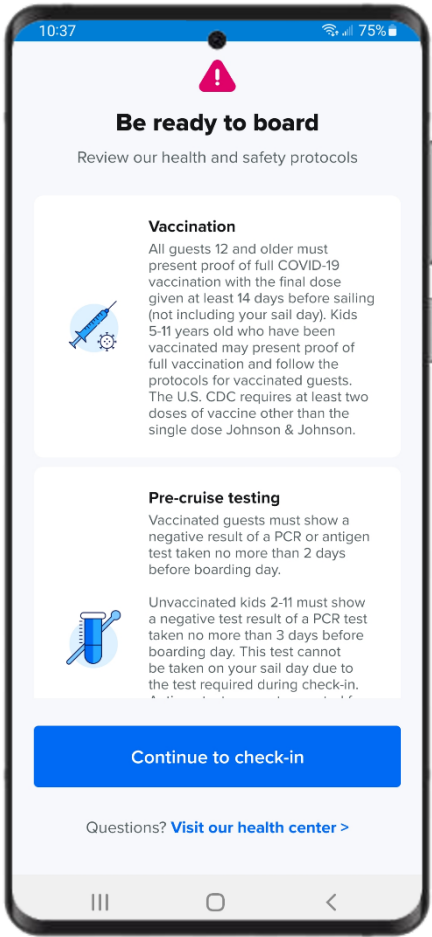 10:37
75%
Be ready to board
Review our health and safety protocols
Vaccination
All guests 12 and older must
present proof of full COVID-19
vaccination with the final dose
given at least 14 days before sailing
(not including your sail day). Kids
5-11 years old who have been
vaccinated may present proof of
full vaccination and follow the
protocols for vaccinated guests.
The U.S. CDC requires at least two
doses of vaccine other than the
single dose Johnson & Johnson.
Pre-cruise testing
Vaccinated guests must show a
negative result of a PCR or antigen
test taken no more than 2 days
before boarding day.
Unvaccinated kids 2-11 must show
a negative test result of a PCR test
taken no more than 3 days before
boarding day. This test cannot
be taken on your sail day due to
the test required during check-in.
Continue to check-in
Questions? Visit our health center >